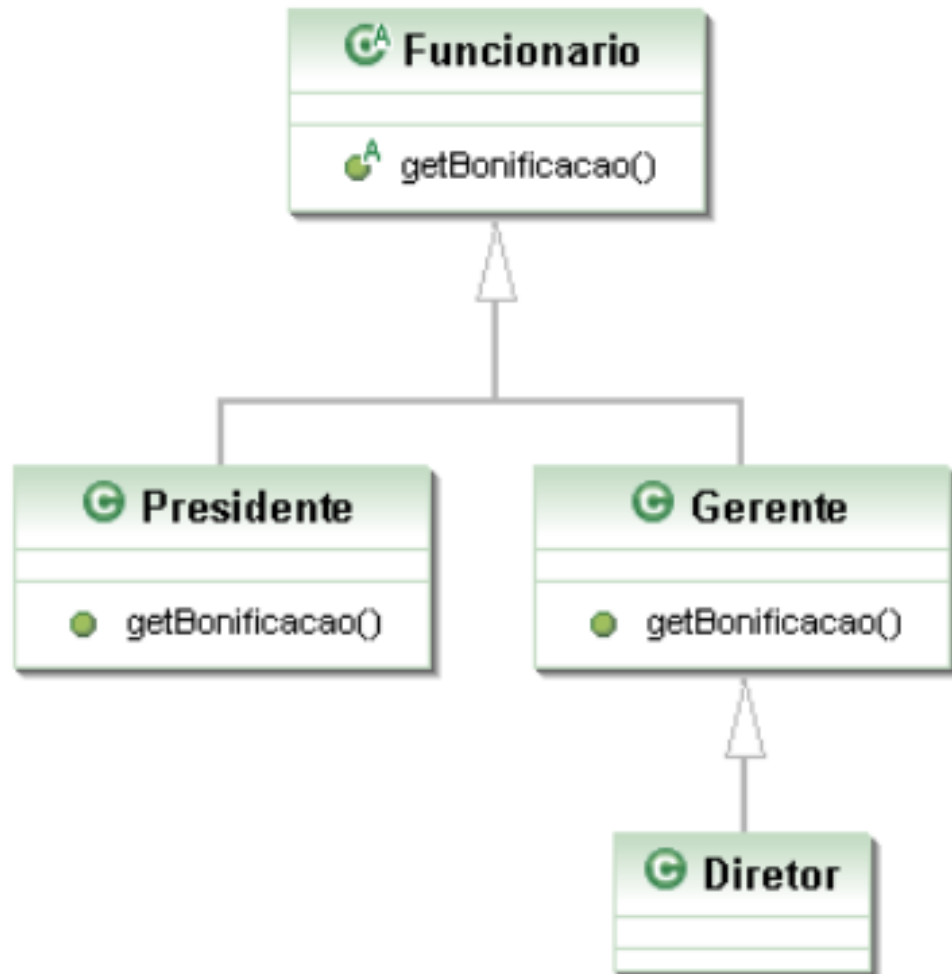 Funcionario
getBonificacao()
Presidente
getBonificacao()
Gerente
getBonificacao()
Diretor